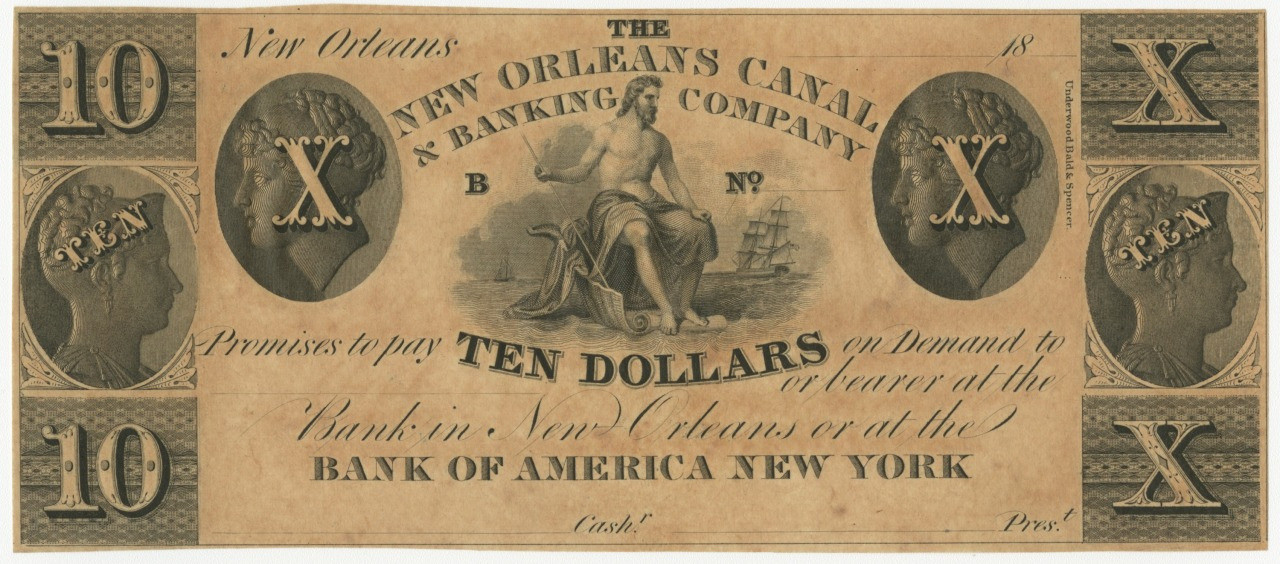 10
New Orleans
THE
18
X
NEW ORLEANS CANAL
& BANKING COMPANY
X
X
B
No
Underwood, Bald & Spencer.
TEN
TEN
Promises to pay TEN DOLLARS on Demand to
or bearer at the
Bank in New Orleans or at the
BANK OF AMERICA NEW YORK
10
X
Cash.r
Pres.t